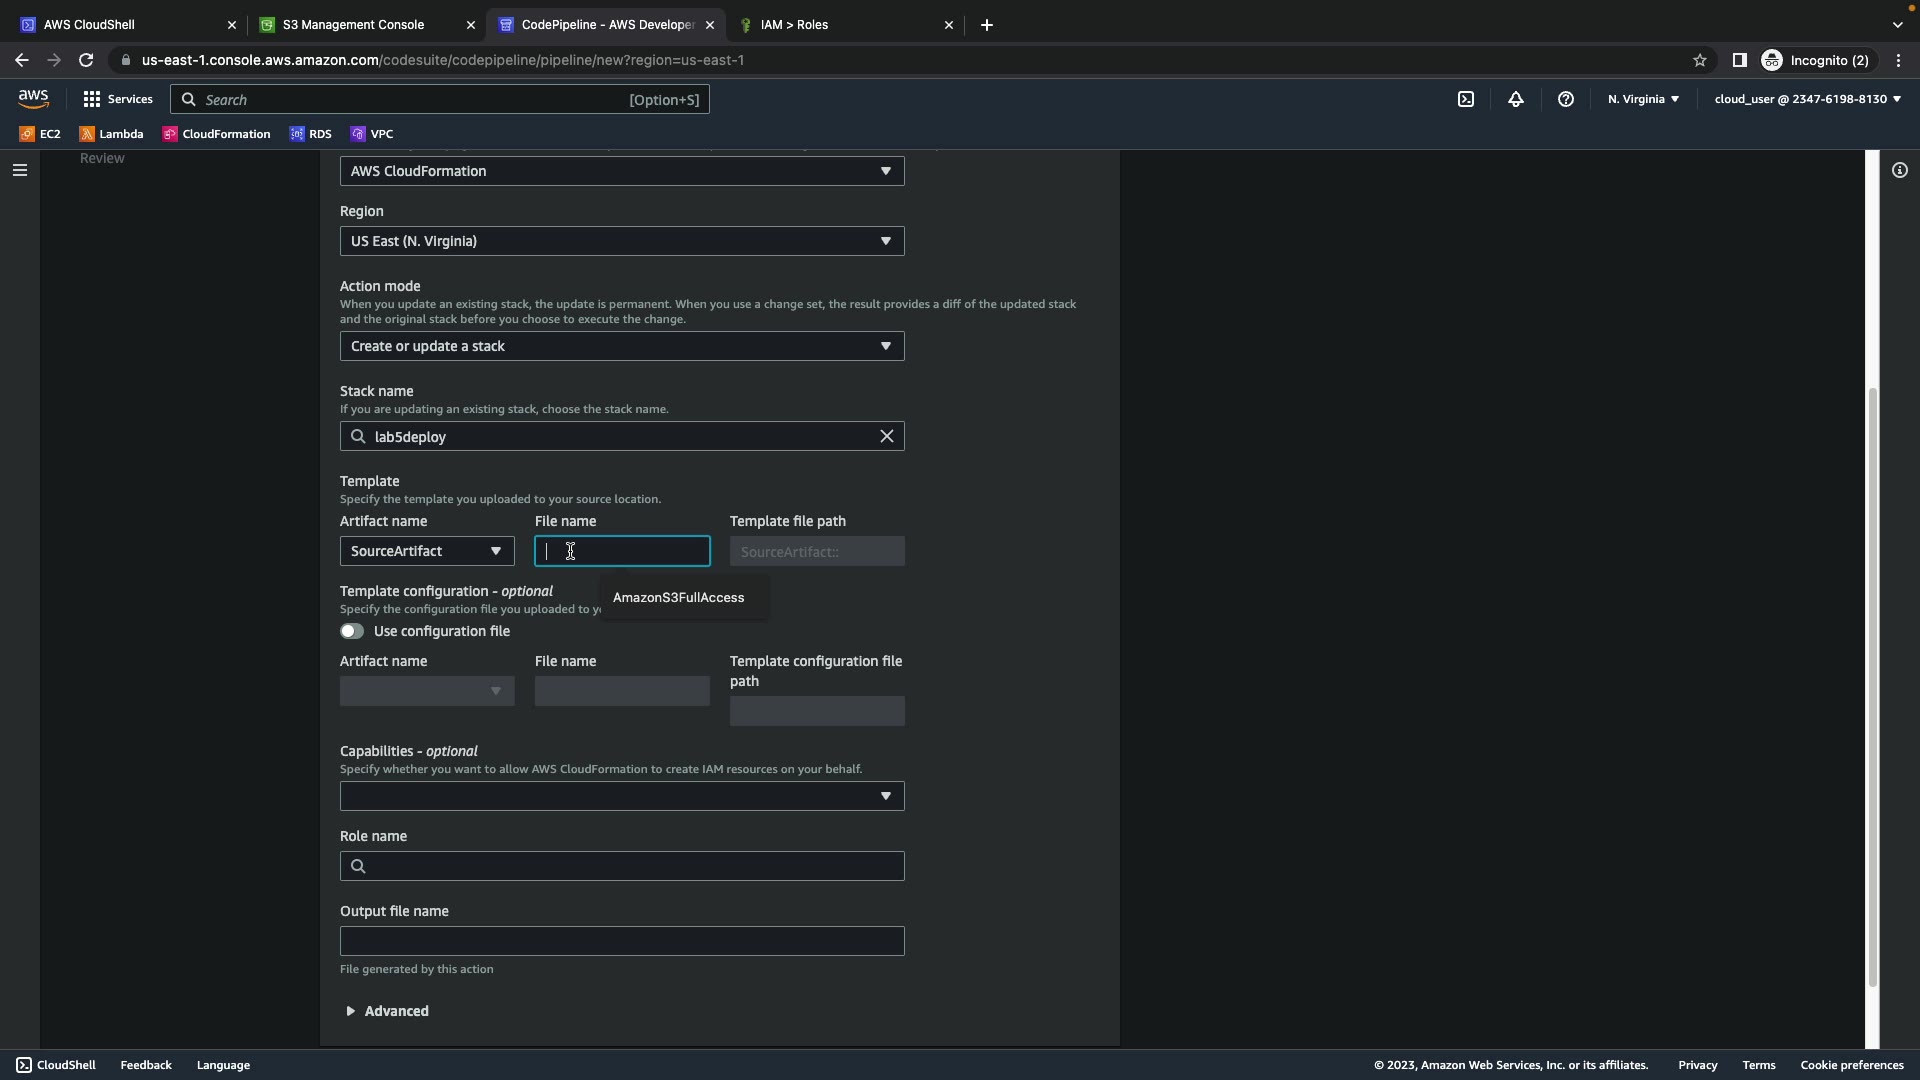 AWS CloudShell
S3 Management Console
CodePipeline - AWS Developer
IAM > Roles
us-east-1.console.aws.amazon.com/codesuite/codepipeline/pipeline/new?region=us-east-1
Incognito (2)
aws
Services
Search
[Option+S]
N. Virginia
cloud_user @ 2347-6198-8130
EC2
Lambda
CloudFormation
RDS
VPC
Review
AWS CloudFormation
Region
US East (N. Virginia)
Action mode
When you update an existing stack, the update is permanent. When you use a change set, the result provides a diff of the updated stack
and the original stack before you choose to execute the change.
Create or update a stack
Stack name
If you are updating an existing stack, choose the stack name.
lab5deploy
Template
Specify the template you uploaded to your source location.
Artifact name
File name
Template file path
SourceArtifact
SourceArtifact::
Template configuration - optional
Specify the configuration file you uploaded to
AmazonS3FullAccess
Use configuration file
Artifact name
File name
Template configuration file
path
Capabilities - optional
Specify whether you want to allow AWS CloudFormation to create IAM resources on your behalf.
Role name
Output file name
File generated by this action
Advanced
CloudShell
Feedback
Language
© 2023, Amazon Web Services, Inc. or its affiliates.
Privacy
Terms
Cookie preferences